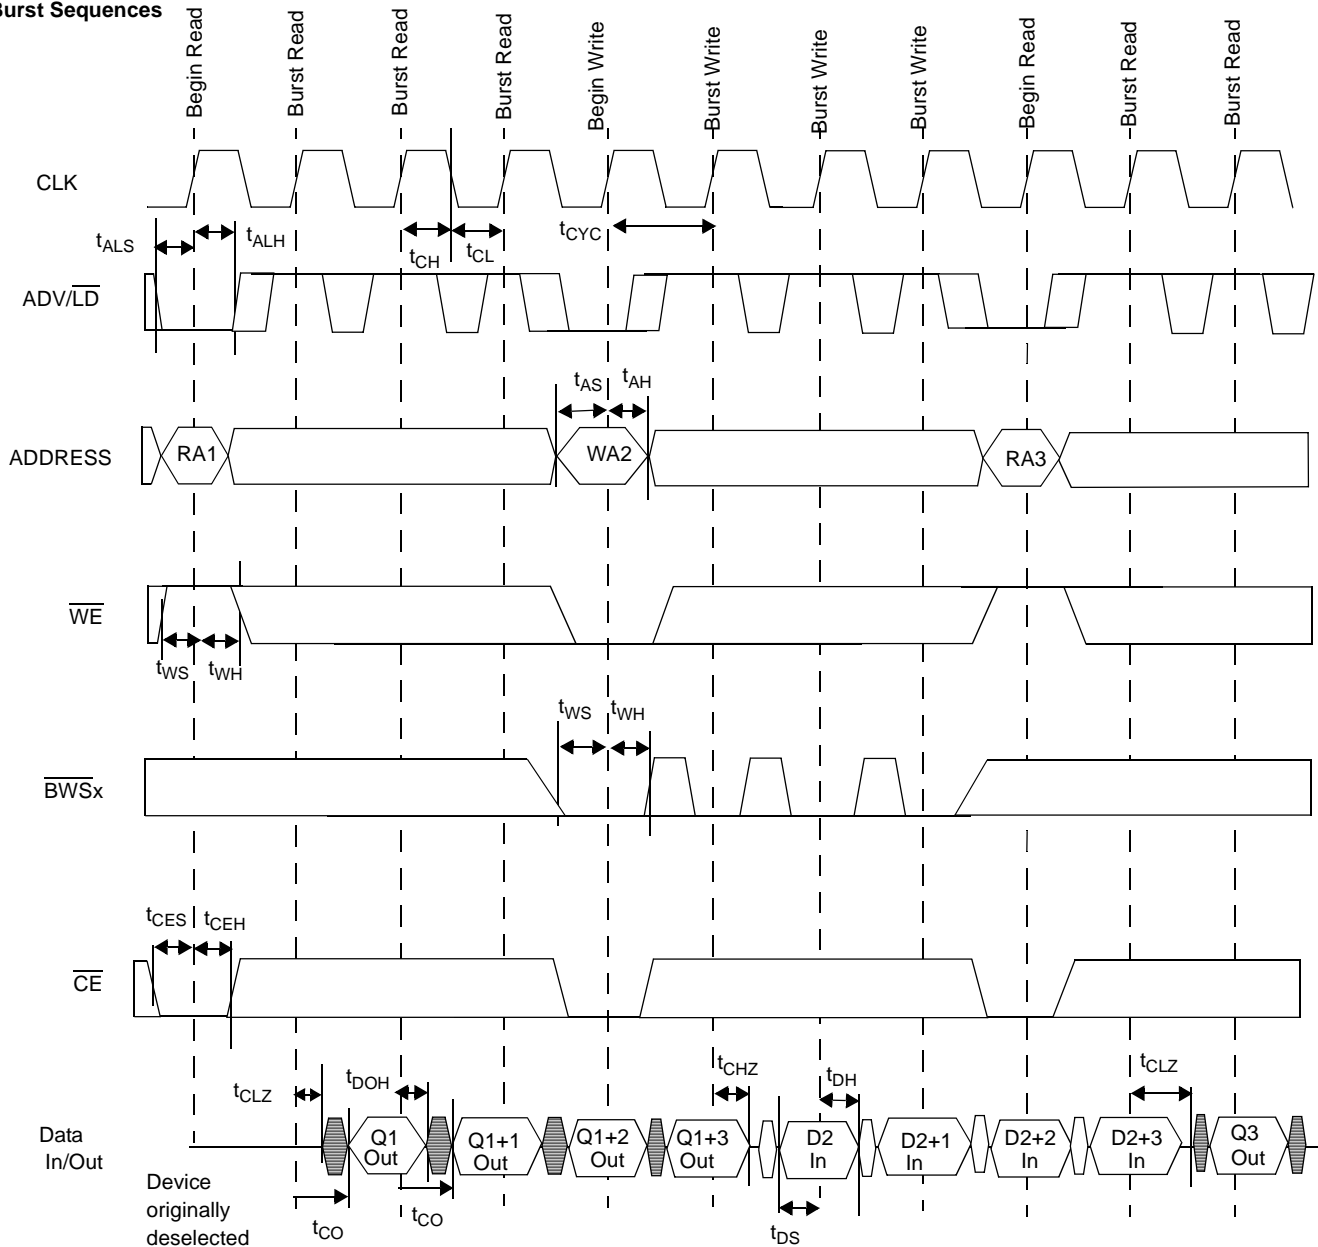 Burst Sequences
Begin Read
Burst Read
Burst Read
Burst Read
Begin Write
Burst Write
Burst Write
Burst Write
Begin Read
Burst Read
Burst Read
CLK
tALS
tALH
tCH
tCL
tCYC
ADV/LD
tAS
tAH
ADDRESS
RA1
WA2
RA3
WE
tWS
tWH
tWS
tWH
BWSx
tCES
tCEH
CE
tCLZ
tDOH
tCHZ
tDH
tCLZ
Data
In/Out
Q1
Out
Q1+1
Out
Q1+2
Out
Q1+3
Out
D2
In
D2+1
In
D2+2
In
D2+3
In
Q3
Out
Device
originally
deselected
tCO
tCO
tDS